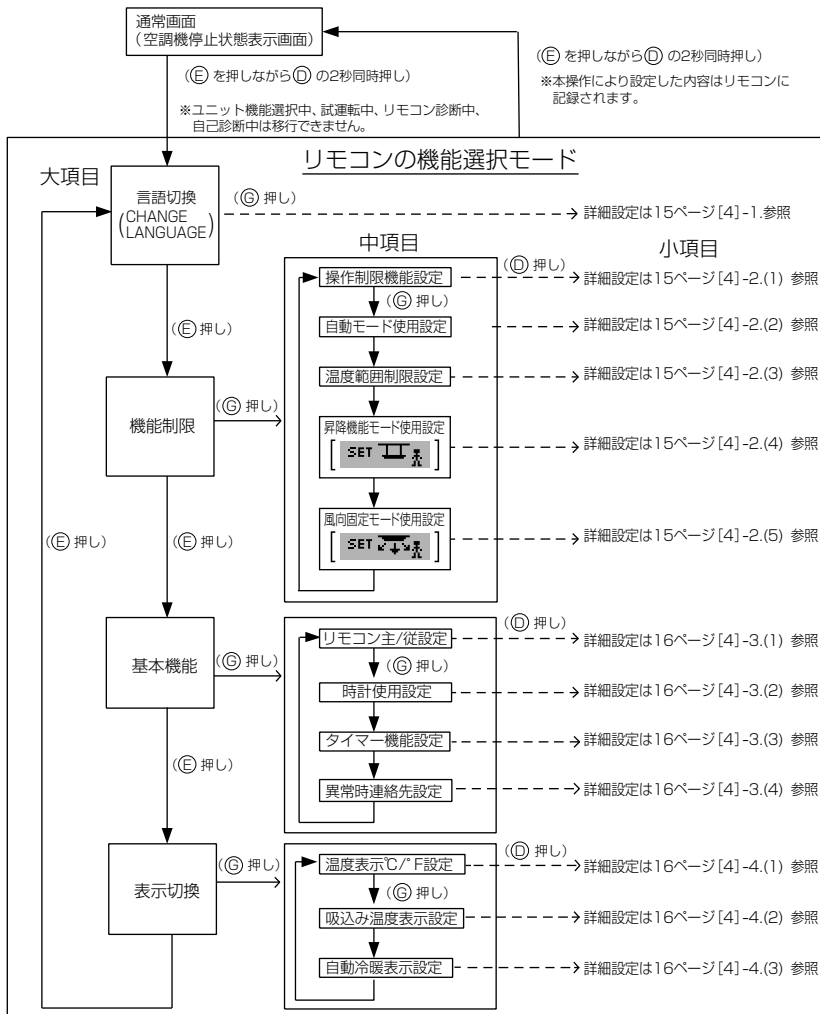 通常画面
（空調機停止状態表示画面）
（Ⓔ を押しながらⒹ の2秒同時押し）
※ユニット機能選択中、試運転中、リモコン診断中、
自己診断中は移行できません。
（Ⓔ を押しながらⒹ の2秒同時押し）
※本操作により設定した内容はリモコンに
記録されます。
リモコンの機能選択モード
大項目
言語切換
(CHANGE
LANGUAGE)
（Ⓖ 押し）
詳細設定は15ページ[4]-1.参照
中項目
小項目
（Ⓔ 押し）
操作制限機能設定
（Ⓓ 押し）
詳細設定は15ページ[4]-2.(1) 参照
（Ⓖ 押し）
自動モード使用設定
詳細設定は15ページ[4]-2.(2) 参照
温度範囲制限設定
詳細設定は15ページ[4]-2.(3) 参照
機能制限
（Ⓖ 押し）
昇降機能モード使用設定
SET
詳細設定は15ページ[4]-2.(4) 参照
風向固定モード使用設定
SET
詳細設定は15ページ[4]-2.(5) 参照
（Ⓔ 押し）
（Ⓔ 押し）
基本機能
（Ⓖ 押し）
リモコン主/従設定
（Ⓓ 押し）
詳細設定は16ページ[4]-3.(1) 参照
（Ⓖ 押し）
時計使用設定
詳細設定は16ページ[4]-3.(2) 参照
タイマー機能設定
詳細設定は16ページ[4]-3.(3) 参照
異常時連絡先設定
詳細設定は16ページ[4]-3.(4) 参照
（Ⓔ 押し）
表示切換
（Ⓖ 押し）
温度表示℃/°F設定
（Ⓓ 押し）
詳細設定は16ページ[4]-4.(1) 参照
（Ⓖ 押し）
吸込み温度表示設定
詳細設定は16ページ[4]-4.(2) 参照
自動冷暖表示設定
詳細設定は16ページ[4]-4.(3) 参照